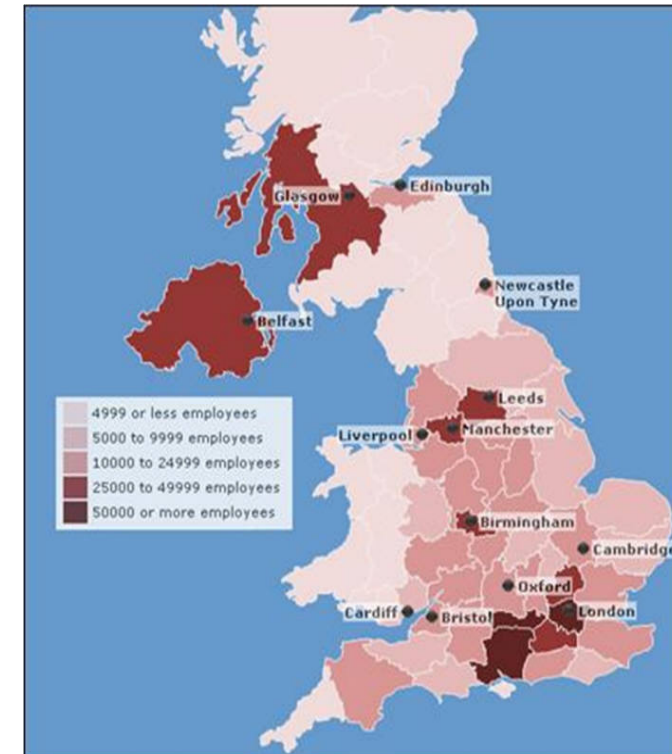 Edinburgh
Glasgow
Newcastle
Upon Tyne
Belfast
Leeds
4999 or less employees
5000 to 9999 employees
10000 to 24999 employees
25000 to 49999 employees
50000 or more employees
Manchester
Liverpool
Birmingham
Cambridge
Oxford
Cardiff
Bristol
London